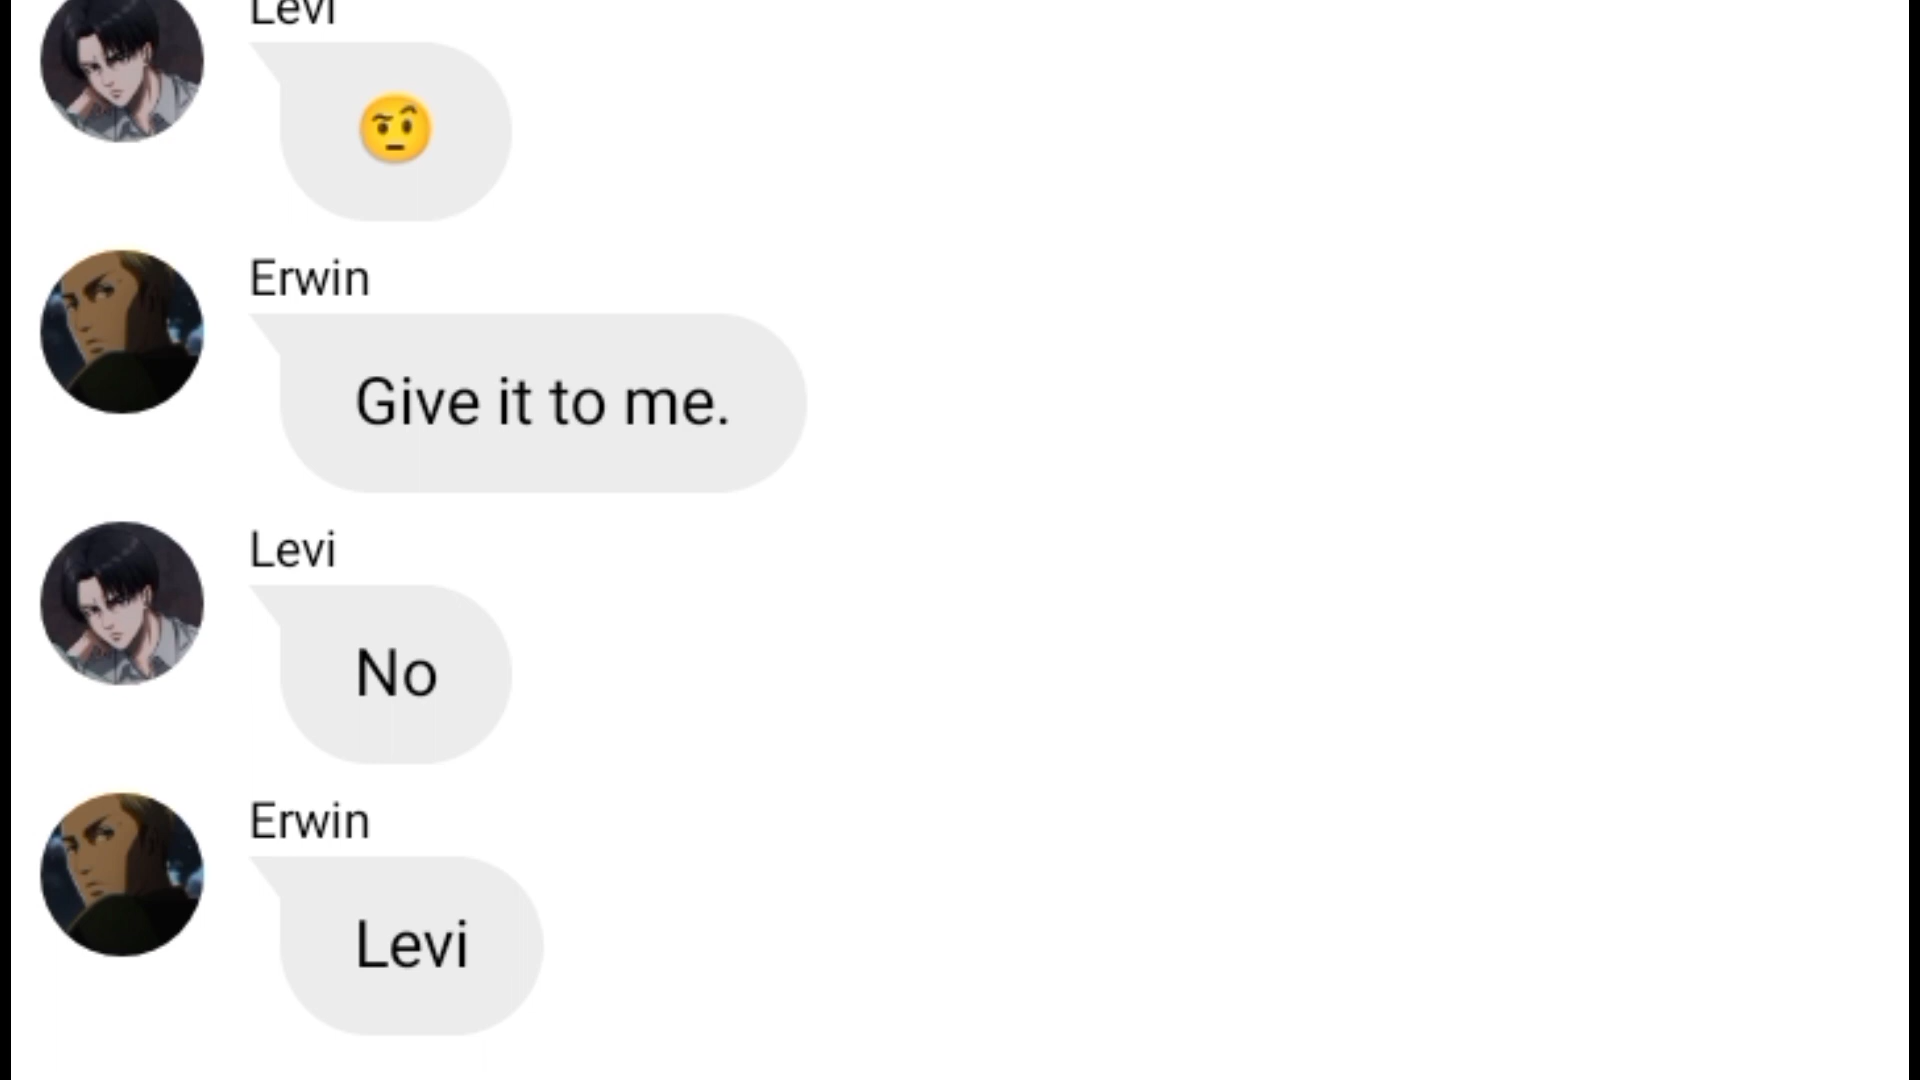 Levi
🤨
Erwin
Give it to me.
Levi
No
Erwin
Levi